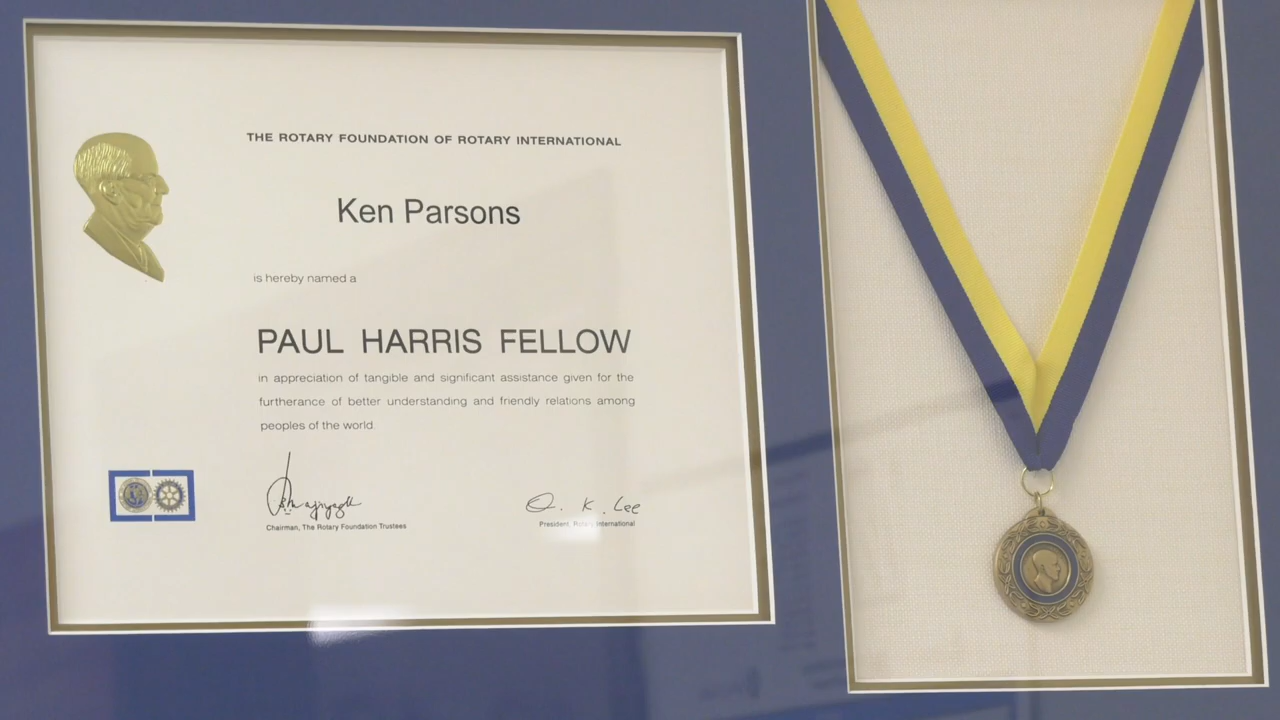 THE ROTARY FOUNDATION OF ROTARY INTERNATIONAL
Ken Parsons
is hereby named a
PAUL HARRIS FELLOW
in appreciation of tangible and significant assistance given for the
furtherance of better understanding and friendly relations among
peoples of the world
D. K. Lee
Chairman, The Rotary Foundation Trustees
President, Rotary International